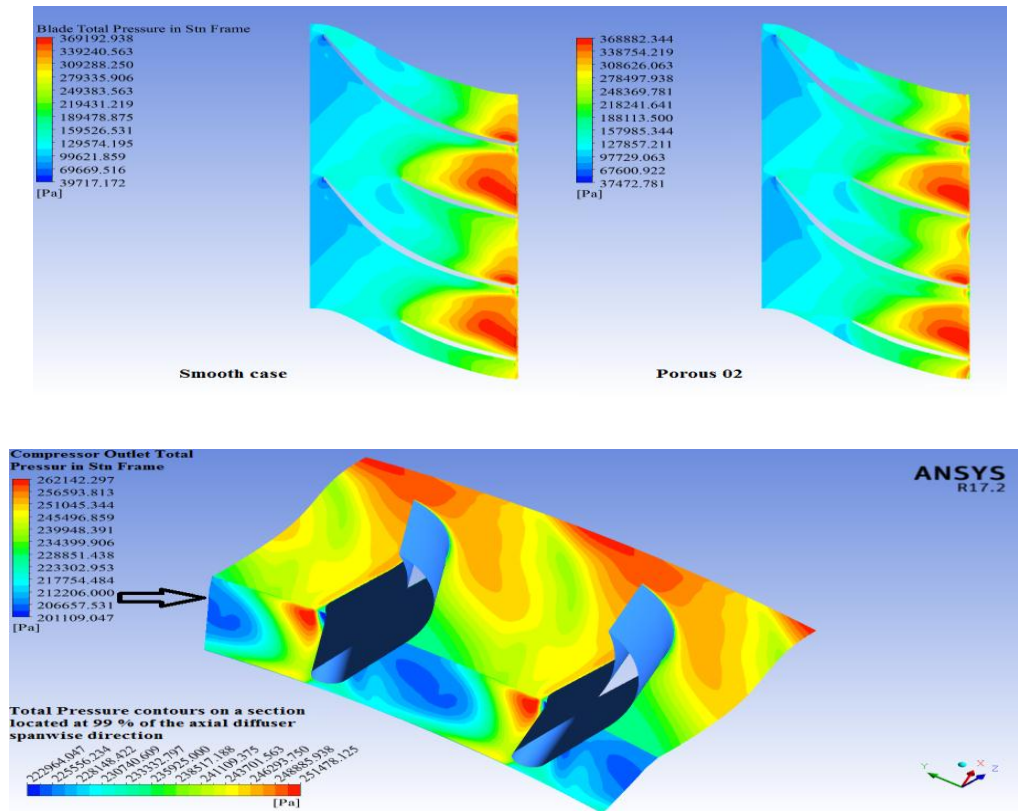 Blade Total Pressure in Stn Frame
369192.938
339240.563
309288.250
279335.906
249383.563
219431.219
189478.875
159526.531
129574.195
99621.859
69669.516
39717.172
[Pa]
368882.344
338754.219
308626.063
278497.938
248369.781
218241.641
188113.500
157985.344
127857.211
97729.063
67600.922
37472.781
[Pa]
Smooth case
Porous 02
Compressor Outlet Total
Pressur in Stn Frame
262142.297
256593.813
251045.344
245496.859
239948.391
234399.906
228851.438
223302.953
217754.484
212206.000
206657.531
201109.047
[Pa]
ANSYS
R17.2
Total Pressure contours on a section
located at 99 % of the axial diffuser
spanwise direction
222964.047
225556.234
228148.422
230740.609
233332.797
235925.000
238517.188
241109.375
243701.563
246293.750
248885.938
251478.125
[Pa]
Y
X
Z